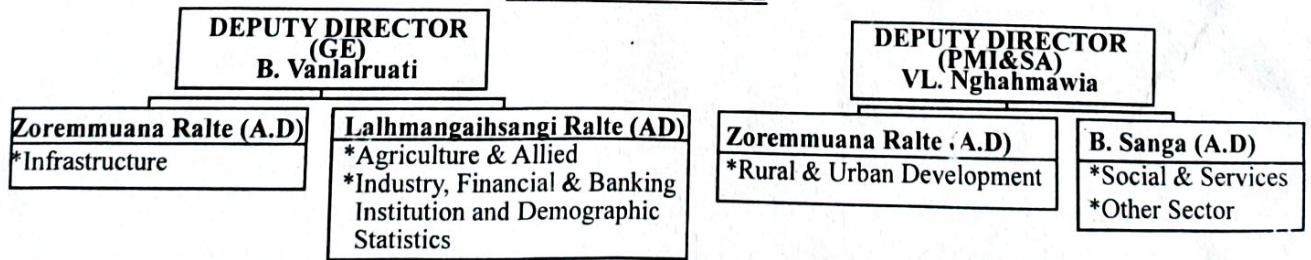 DEPUTY DIRECTOR
(GE)
B. Vanlalruati
Zoremmuana Ralte (A.D)
*Infrastructure
Lalhmangaihsangi Ralte (AD)
*Agriculture & Allied
*Industry, Financial & Banking
Institution and Demographic
Statistics
DEPUTY DIRECTOR
(PMI&SA)
VL. Nghahmawia
Zoremmuana Ralte (A.D)
*Rural & Urban Development
B. Sanga (A.D)
*Social & Services
*Other Sector